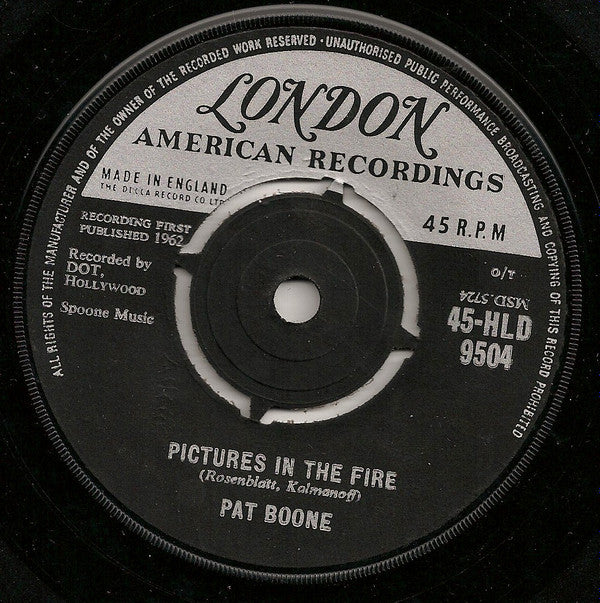 ALL RIGHTS OF THE MANUFACTURER AND OF THE OWNER OF THE RECORDED WORK RESERVED · UNAUTHORISED PUBLIC PERFORMANCE BROADCASTING AND COPYING OF THIS RECORD PROHIBITED
LONDON
AMERICAN RECORDINGS
MADE IN ENGLAND
THE DECCA RECORD CO LTD
RECORDING FIRST
PUBLISHED 1962
45 R.P.M
Recorded by
DOT,
HOLLYWOOD
O/T
MSD.5724
Spoone Music
45-HLD
9504
PICTURES IN THE FIRE
(Rosenblatt, Kalmanoff)
PAT BOONE